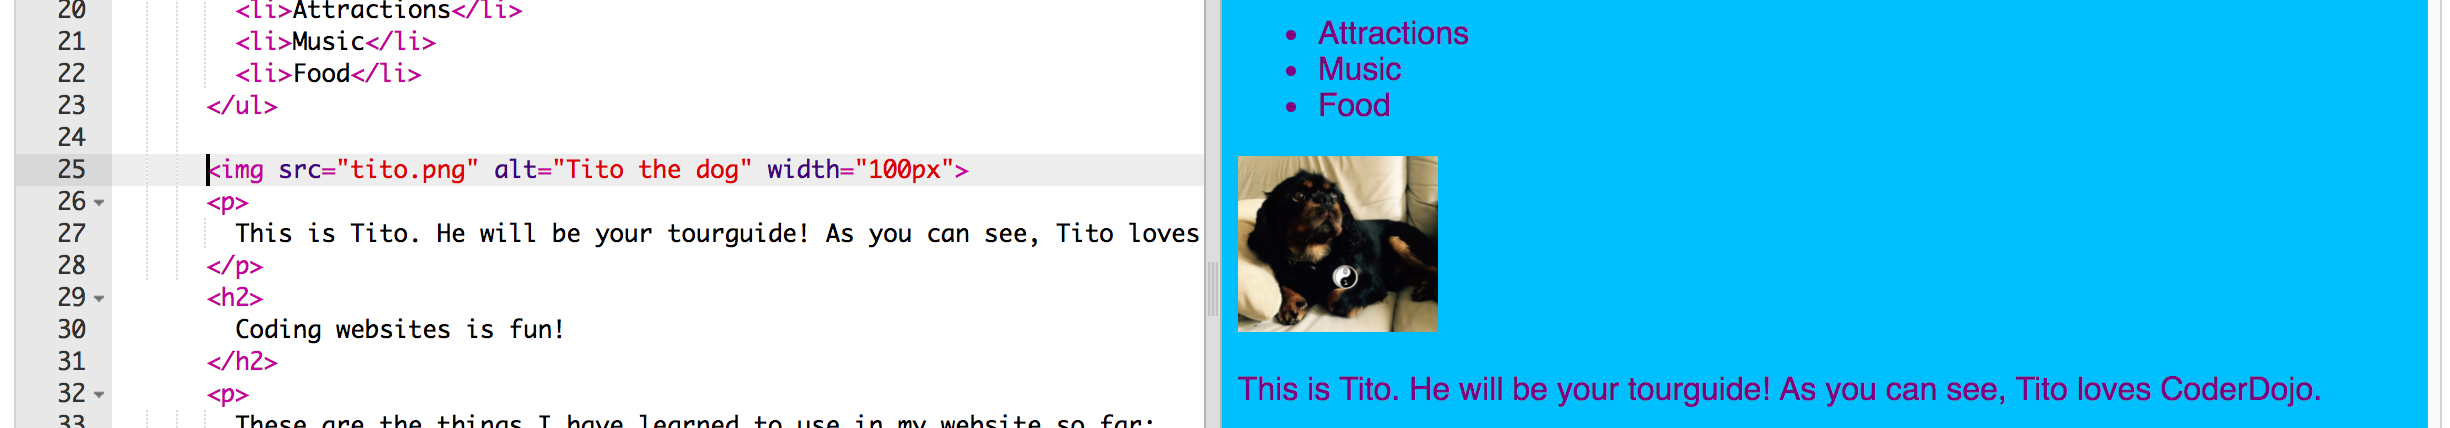 20 <li>Attractions</li>
21 <li>Music</li>
22 <li>Food</li>
23 </ul>
24
25 <img src="tito.png" alt="Tito the dog" width="100px">
26 <p>
27 This is Tito. He will be your tourguide! As you can see, Tito loves
28 </p>
29 <h2>
30 Coding websites is fun!
31 </h2>
32 <p>
33 These are the things I have learned to use in my website so far:
• Attractions
• Music
• Food
This is Tito. He will be your tourguide! As you can see, Tito loves CoderDojo.